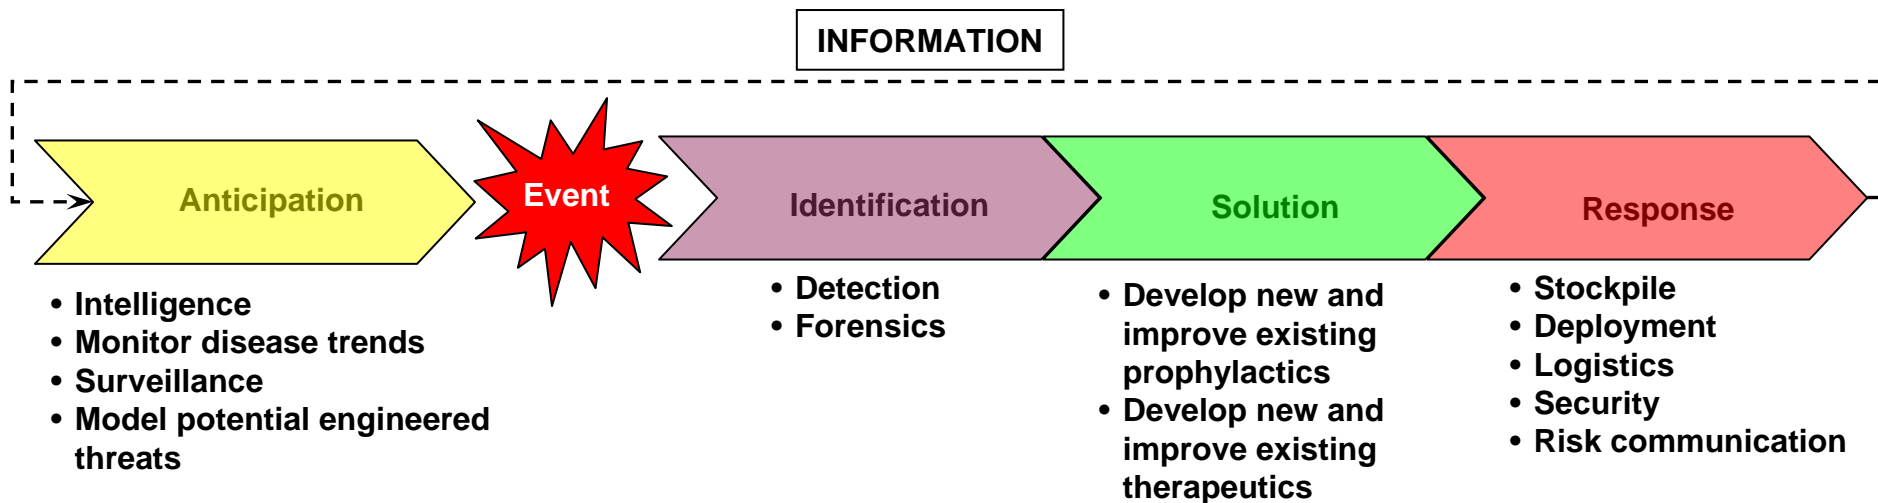 INFORMATION
Anticipation
Event
Identification
Solution
Response
• Intelligence
• Monitor disease trends
• Surveillance
• Model potential engineered
threats
• Detection
• Forensics
• Develop new and
improve existing
prophylactics
• Develop new and
improve existing
therapeutics
• Stockpile
• Deployment
• Logistics
• Security
• Risk communication